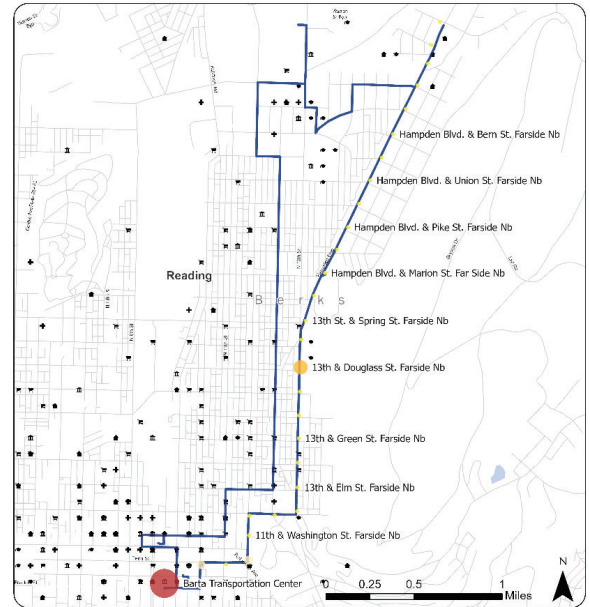 Hampden Blvd. & Bern St. Farside Nb
Hampden Blvd. & Union St. Farside Nb
Hampden Blvd. & Pike St. Farside Nb
Hampden Blvd. & Marion St. Far Side Nb
Reading
Berks
13th St. & Spring St. Farside Nb
13th & Douglass St. Farside Nb
13th & Green St. Farside Nb
13th & Elm St. Farside Nb
11th & Washington St. Farside Nb
Barta Transportation Center
N
0 0.25 0.5 1
Miles